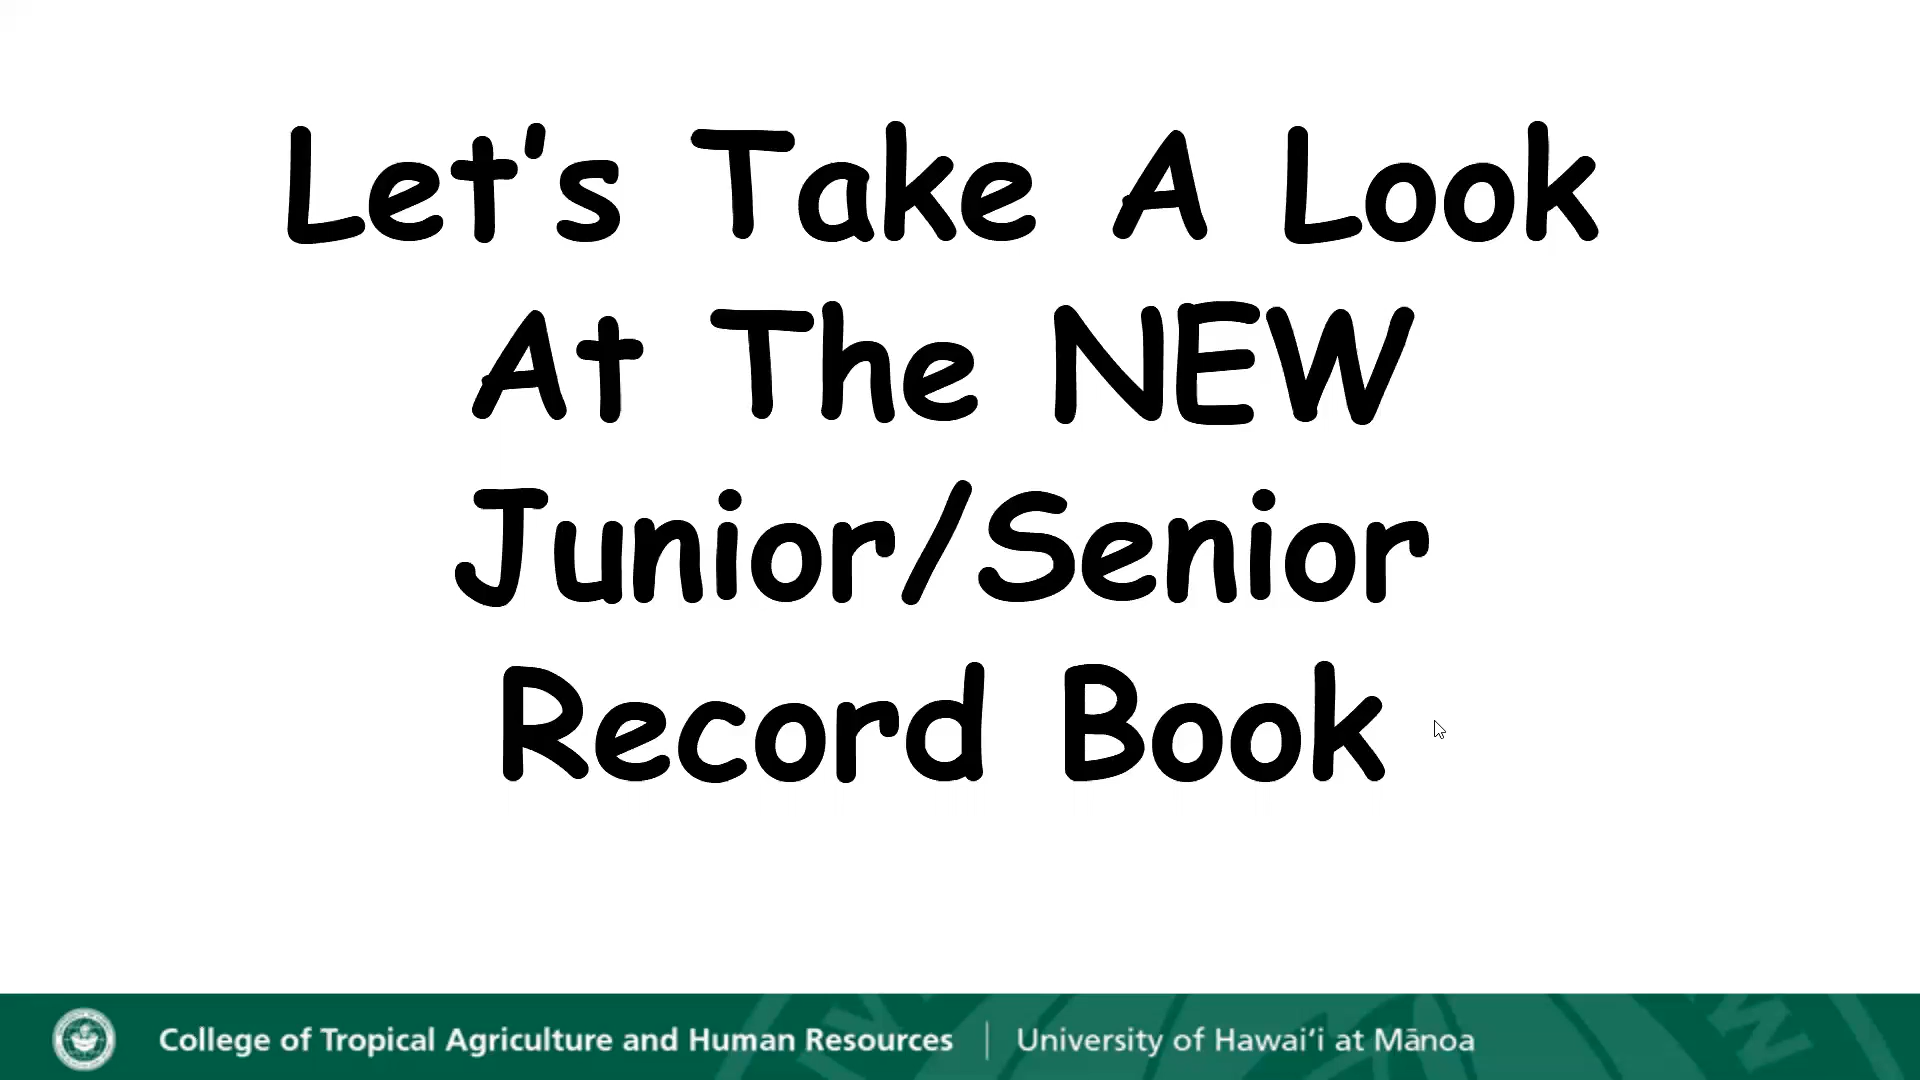 Let's Take A Look
At The NEW
Junior/Senior
Record Book
College of Tropical Agriculture and Human Resources | University of Hawaiʻi at Mānoa